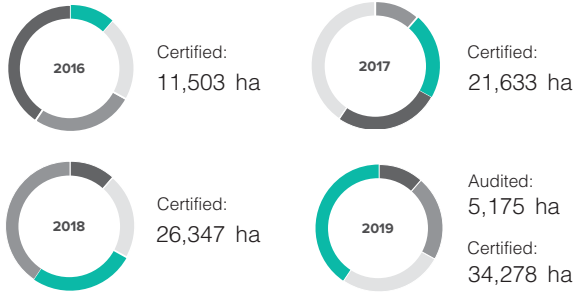 2016
Certified:
11,503 ha
2017
Certified:
21,633 ha
2018
Certified:
26,347 ha
2019
Audited:
5,175 ha
Certified:
34,278 ha